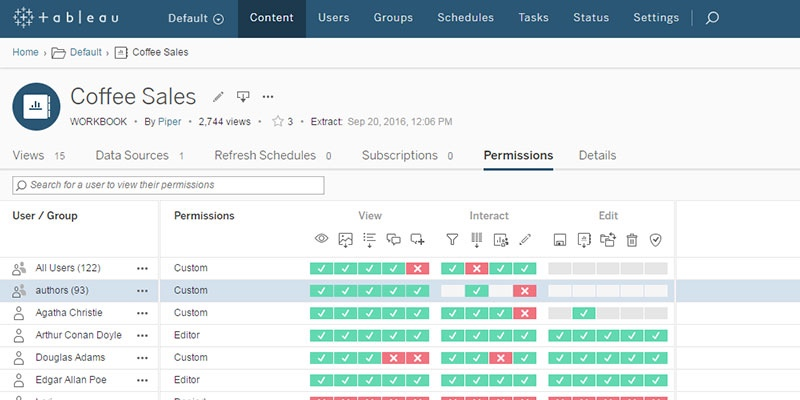 +ableau Default Content Users Groups Schedules Tasks Status Settings
Home › Default › Coffee Sales
Coffee Sales
WORKBOOK • By Piper • 2,744 views • 3 • Extract: Sep 20, 2016, 12:06 PM
Views 15 Data Sources 1 Refresh Schedules 0 Subscriptions 0 Permissions Details
Search for a user to view their permissions
User / Group Permissions View Interact Edit
All Users (122) ••• Custom
authors (93) ••• Custom
Agatha Christie ••• Custom
Arthur Conan Doyle ••• Editor
Douglas Adams ••• Custom
Edgar Allan Poe ••• Editor